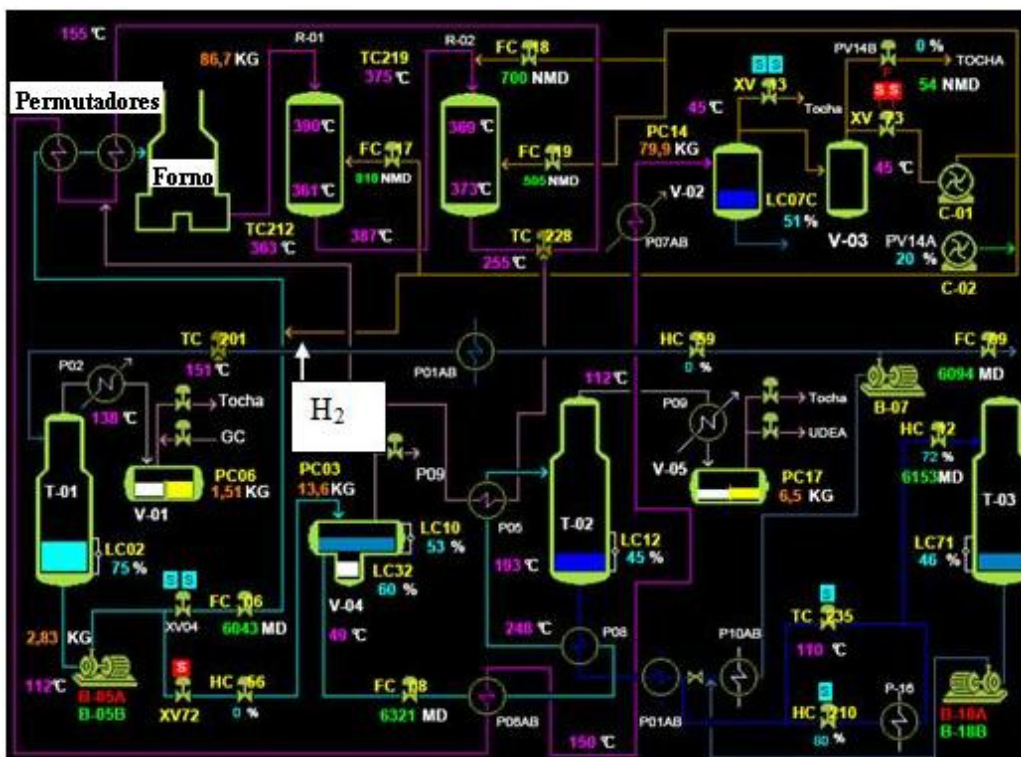 155 ℃
86,7 KG
R-01
TC219
375 ℃
R-02
FC 18
700 NMD
PV14B
0 %
TOCHA
54 NMD
Permutadores
Forno
390 ℃
361 ℃
FC 17
810 NMD
369 ℃
373 ℃
FC 19
505 NMD
S S
XV 13
Tocha
45 ℃
PC14
79,9 KG
F
S S
XV 73
45 ℃
V-02
LC07C
51 %
V-03
C-01
PV14A
20 %
C-02
TC212
363 ℃
387 ℃
TC 228
255 ℃
P07AB
TC 201
151 ℃
P01AB
HC 59
0 %
FC 09
6094 MD
H2
P02
138 ℃
Tocha
GC
T-01
PC06
1,51 KG
V-01
LC02
75 %
PC03
13,6 KG
P09
LC10
53 %
LC32
60 %
V-04
49 ℃
P05
112 ℃
P09
T-02
193 ℃
LC12
45 %
V-05
Tocha
UDEA
PC17
6,5 KG
B-07
HC 12
72 %
6153 MD
T-03
LC71
46 %
2,83 KG
112 ℃
B-05A
B-05B
S S
XV04
FC 06
6043 MD
S
XV72
HC 66
0 %
FC 08
6321 MD
P06AB
248 ℃
P08
150 ℃
P01AB
P10AB
S
TC 235
110 ℃
S
HC 210
80 %
P-16
B-18A
B-18B